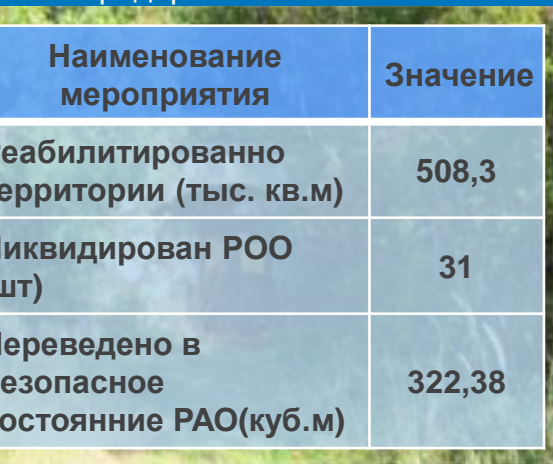 Наименование
мероприятия
Значение
еабилитированно
ерритории (тыс. кв.м)
508,3
иквидирован РОО
шт)
31
ереведено в
езопасное
остоянние РАО(куб.м)
322,38